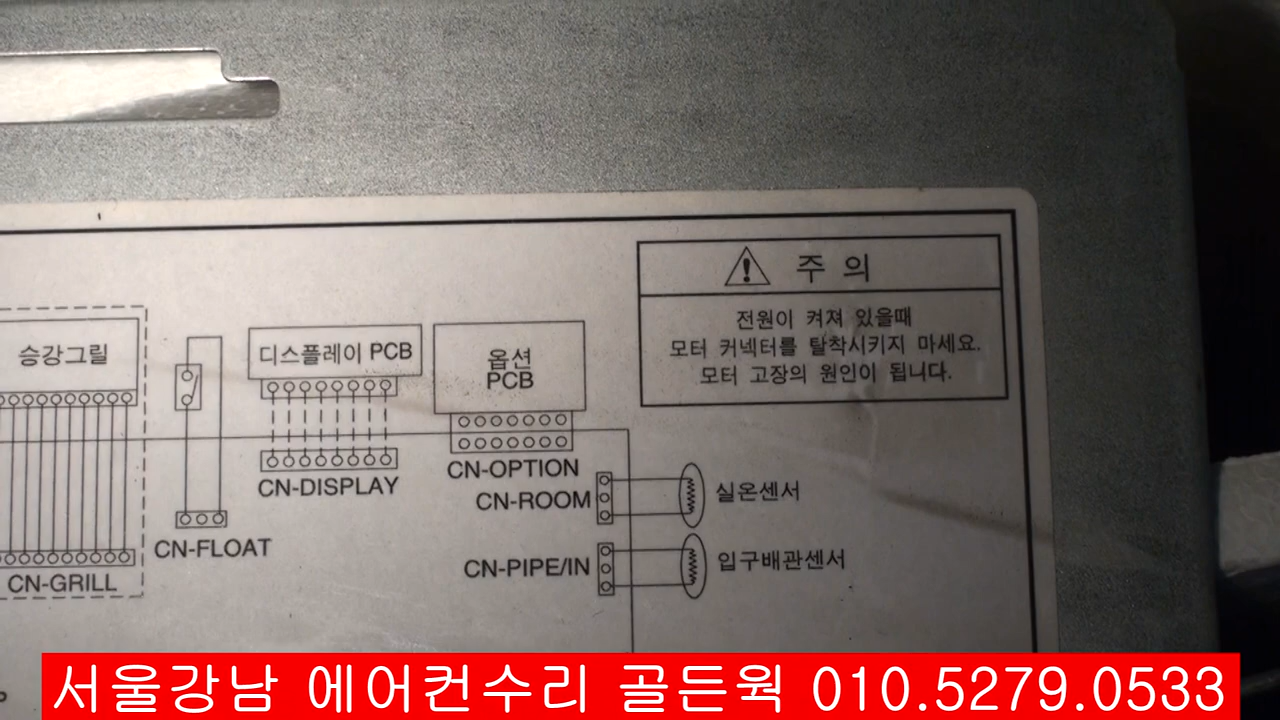 주 의
전원이 켜져 있을때
모터 커넥터를 탈착시키지 마세요.
모터 고장의 원인이 됩니다.
승강그릴
디스플레이 PCB
옵션
PCB
CN-OPTION
CN-DISPLAY
CN-ROOM
실온센서
CN-FLOAT
CN-PIPE/IN
입구배관센서
CN-GRILL
서울강남 에어컨수리 골든웍 010.5279.0533